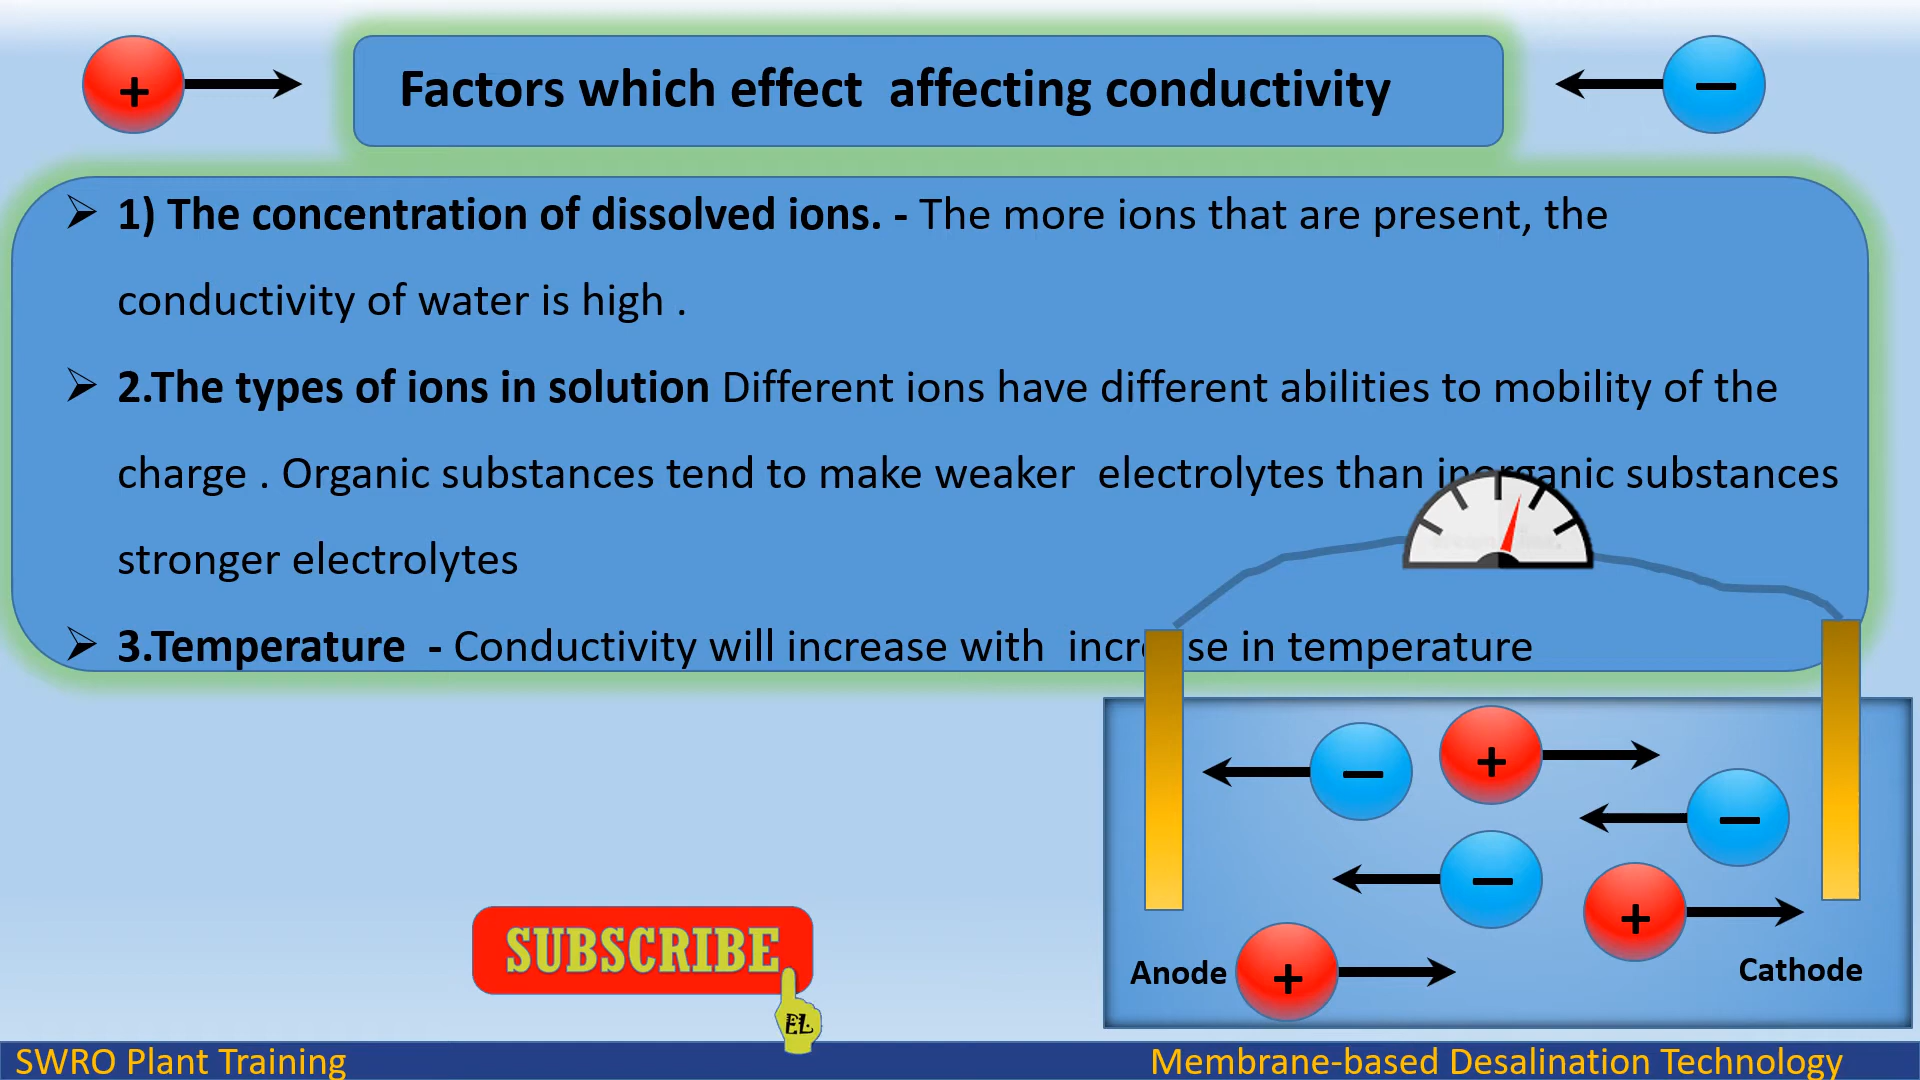 Factors which effect affecting conductivity
1) The concentration of dissolved ions. - The more ions that are present, the
conductivity of water is high .
2.The types of ions in solution Different ions have different abilities to mobility of the
charge . Organic substances tend to make weaker electrolytes than inorganic substances
stronger electrolytes
3.Temperature - Conductivity will increase with increase in temperature
Anode
Cathode
SUBSCRIBE
EL
SWRO Plant Training
Membrane-based Desalination Technology